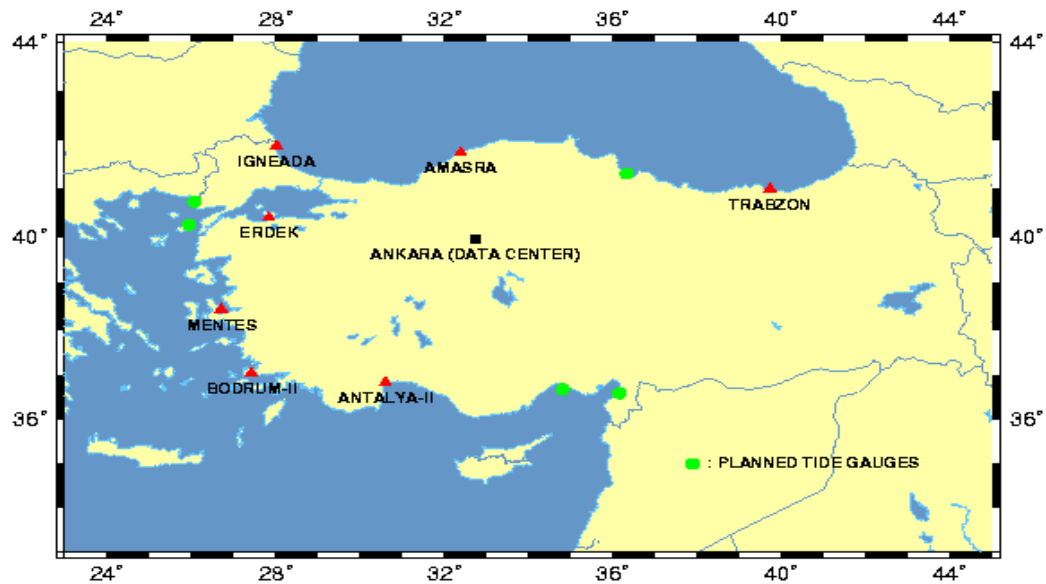 24° 28° 32° 36° 40° 44°
44° 44°
IGNEADA
AMASRA
TRABZON
ERDEK
40° 40°
ANKARA (DATA CENTER)
MENTES
BODRUM-II
ANTALYA-II
36° 36°
: PLANNED TIDE GAUGES
24° 28° 32° 36° 40° 44°